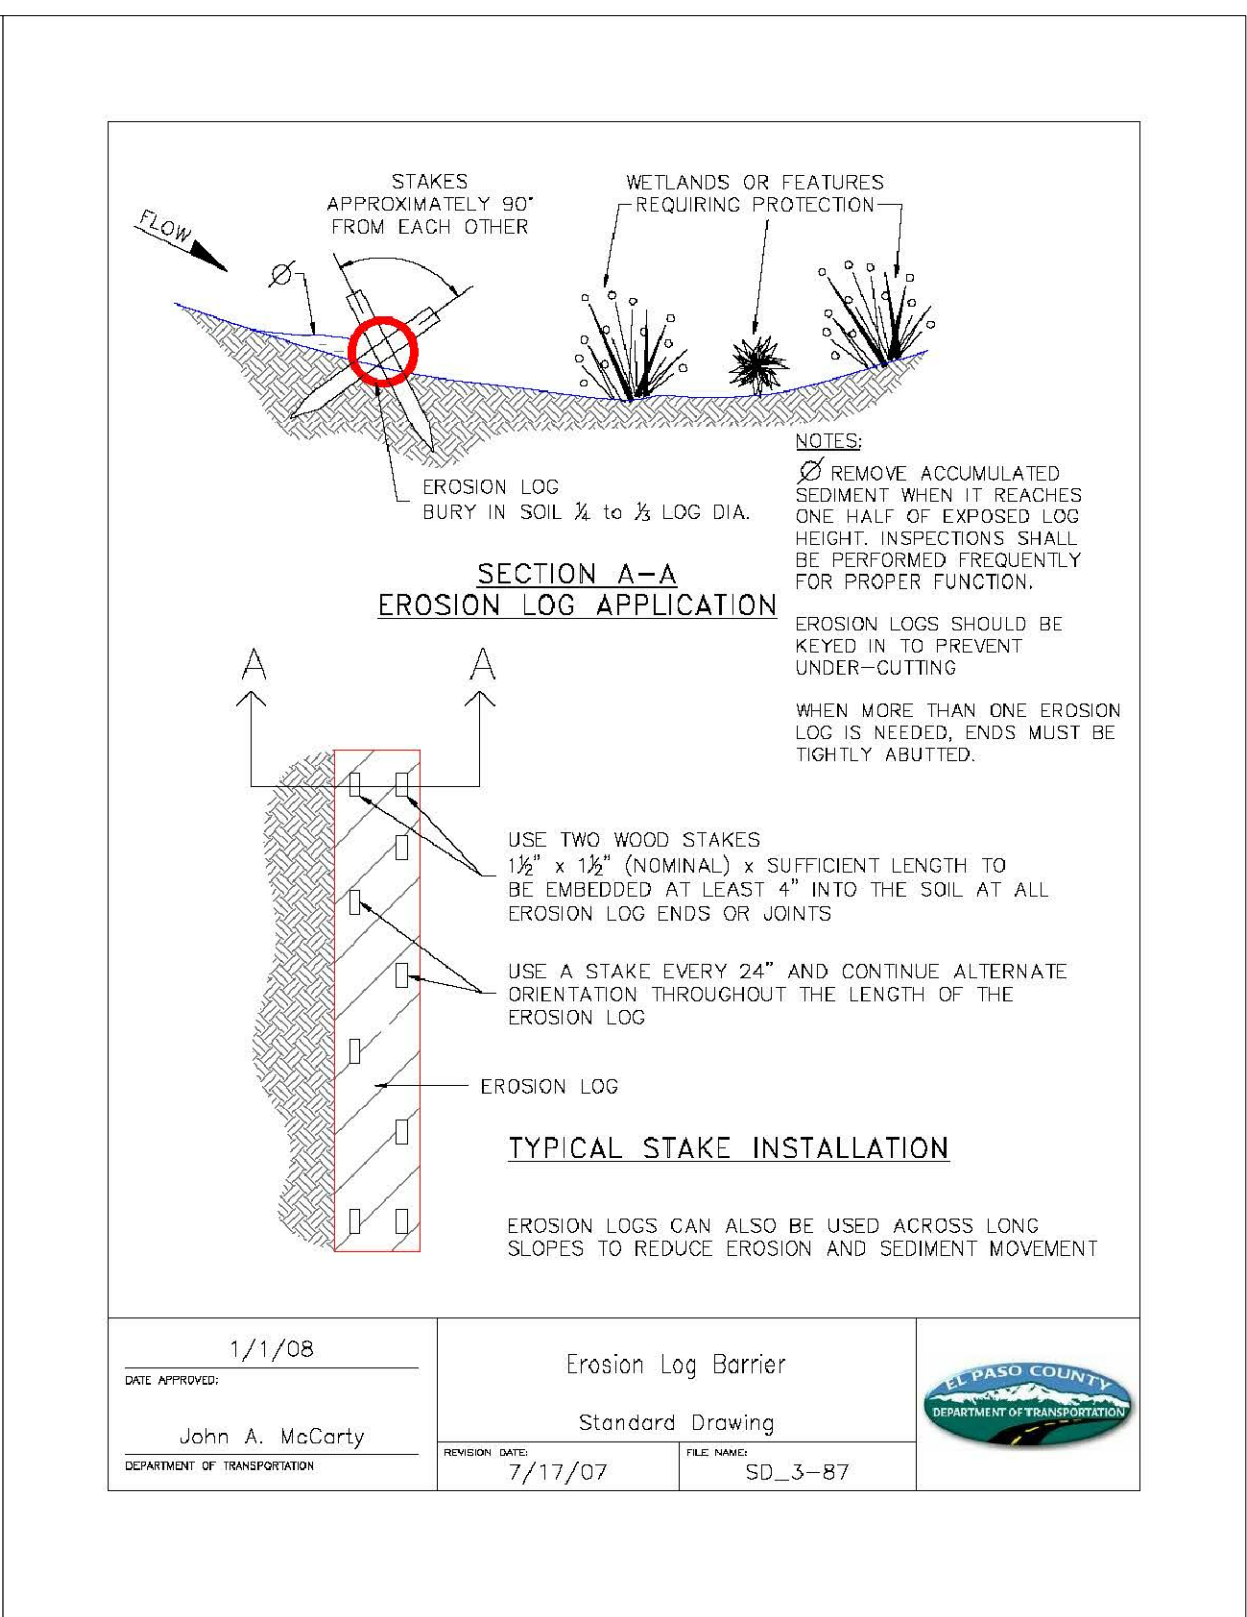 STAKES
APPROXIMATELY 90°
FROM EACH OTHER
WETLANDS OR FEATURES
REQUIRING PROTECTION
FLOW
Ø
EROSION LOG
BURY IN SOIL ¼ to ⅓ LOG DIA.
SECTION A-A
EROSION LOG APPLICATION
NOTES:
Ø REMOVE ACCUMULATED
SEDIMENT WHEN IT REACHES
ONE HALF OF EXPOSED LOG
HEIGHT. INSPECTIONS SHALL
BE PERFORMED FREQUENTLY
FOR PROPER FUNCTION.
EROSION LOGS SHOULD BE
KEYED IN TO PREVENT
UNDER-CUTTING
WHEN MORE THAN ONE EROSION
LOG IS NEEDED, ENDS MUST BE
TIGHTLY ABUTTED.
A
A
USE TWO WOOD STAKES
1½" x 1½" (NOMINAL) x SUFFICIENT LENGTH TO
BE EMBEDDED AT LEAST 4" INTO THE SOIL AT ALL
EROSION LOG ENDS OR JOINTS
USE A STAKE EVERY 24" AND CONTINUE ALTERNATE
ORIENTATION THROUGHOUT THE LENGTH OF THE
EROSION LOG
EROSION LOG
TYPICAL STAKE INSTALLATION
EROSION LOGS CAN ALSO BE USED ACROSS LONG
SLOPES TO REDUCE EROSION AND SEDIMENT MOVEMENT
1/1/08
DATE APPROVED:
John A. McCarty
DEPARTMENT OF TRANSPORTATION
Erosion Log Barrier
Standard Drawing
REVISION DATE:
7/17/07
FILE NAME:
SD_3-87
EL PASO COUNTY
DEPARTMENT OF TRANSPORTATION